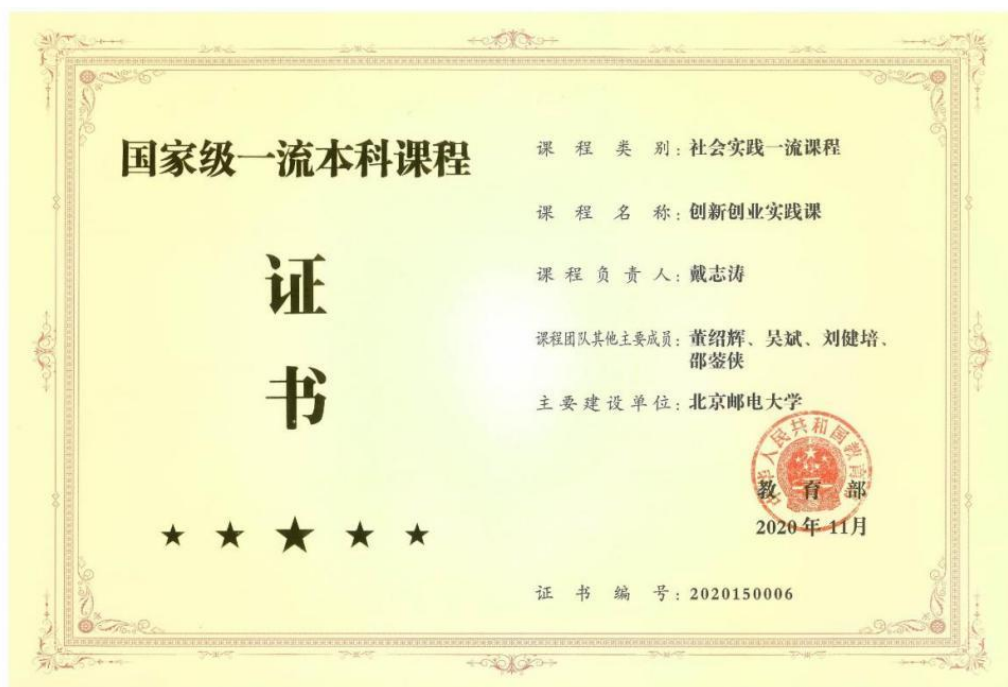 国家级一流本科课程
证
书
课程类别：社会实践一流课程
课程名称：创新创业实践课
课程负责人：戴志涛
课程团队其他主要成员：董绍辉、吴斌、刘健培、
邵蓥侠
主要建设单位：北京邮电大学
中华人民共和国教育部
教育部
2020年11月
证书编号：2020150006